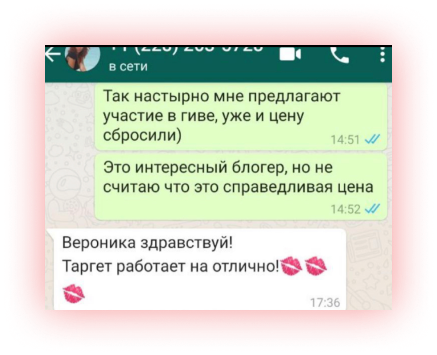 в сети
Так настырно мне предлагают
участие в гиве, уже и цену
сбросили)
14:51
Это интересный блогер, но не
считаю что это справедливая цена
14:52
Вероника здравствуй!
Таргет работает на отлично!💋💋
💋
17:36